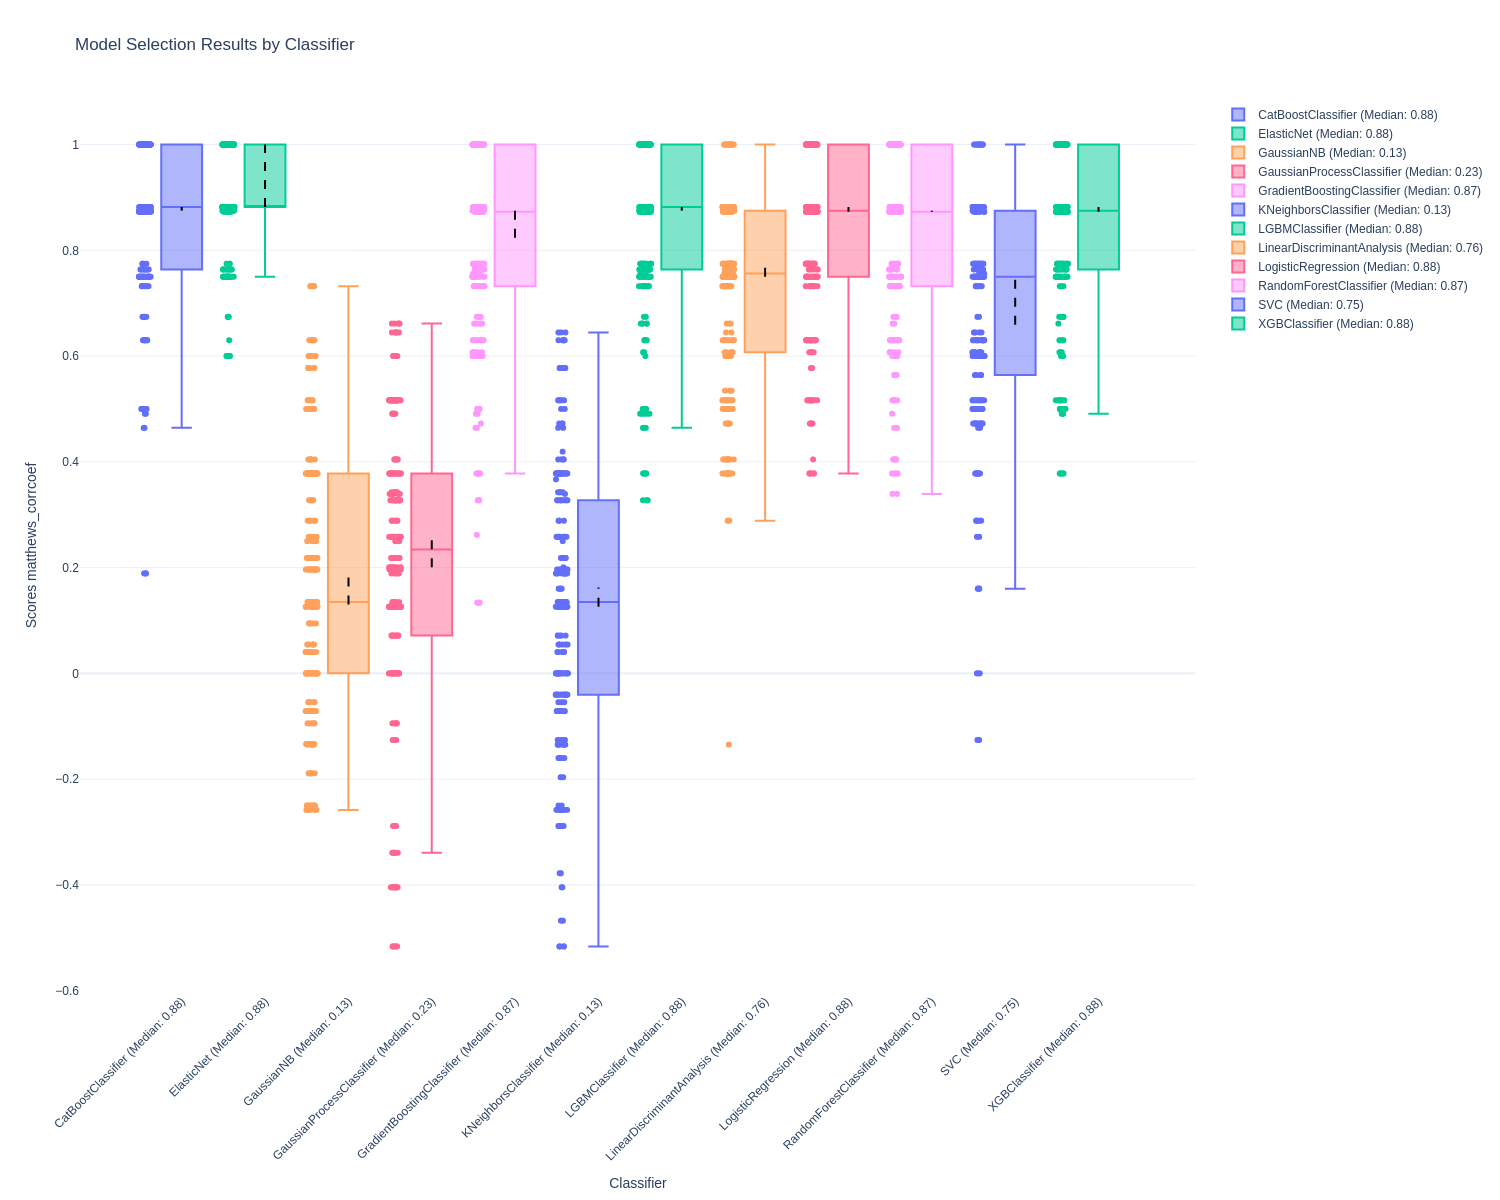 Model Selection Results by Classifier
CatBoostClassifier (Median: 0.88)
ElasticNet (Median: 0.88)
GaussianNB (Median: 0.13)
GaussianProcessClassifier (Median: 0.23)
GradientBoostingClassifier (Median: 0.87)
KNeighborsClassifier (Median: 0.13)
LGBMClassifier (Median: 0.88)
LinearDiscriminantAnalysis (Median: 0.76)
LogisticRegression (Median: 0.88)
RandomForestClassifier (Median: 0.87)
SVC (Median: 0.75)
XGBClassifier (Median: 0.88)
Scores matthews_corrcoef
1
0.8
0.6
0.4
0.2
0
−0.2
−0.4
−0.6
CatBoostClassifier (Median: 0.88)
ElasticNet (Median: 0.88)
GaussianNB (Median: 0.13)
GaussianProcessClassifier (Median: 0.23)
GradientBoostingClassifier (Median: 0.87)
KNeighborsClassifier (Median: 0.13)
LGBMClassifier (Median: 0.88)
LinearDiscriminantAnalysis (Median: 0.76)
LogisticRegression (Median: 0.88)
RandomForestClassifier (Median: 0.87)
SVC (Median: 0.75)
XGBClassifier (Median: 0.88)
Classifier